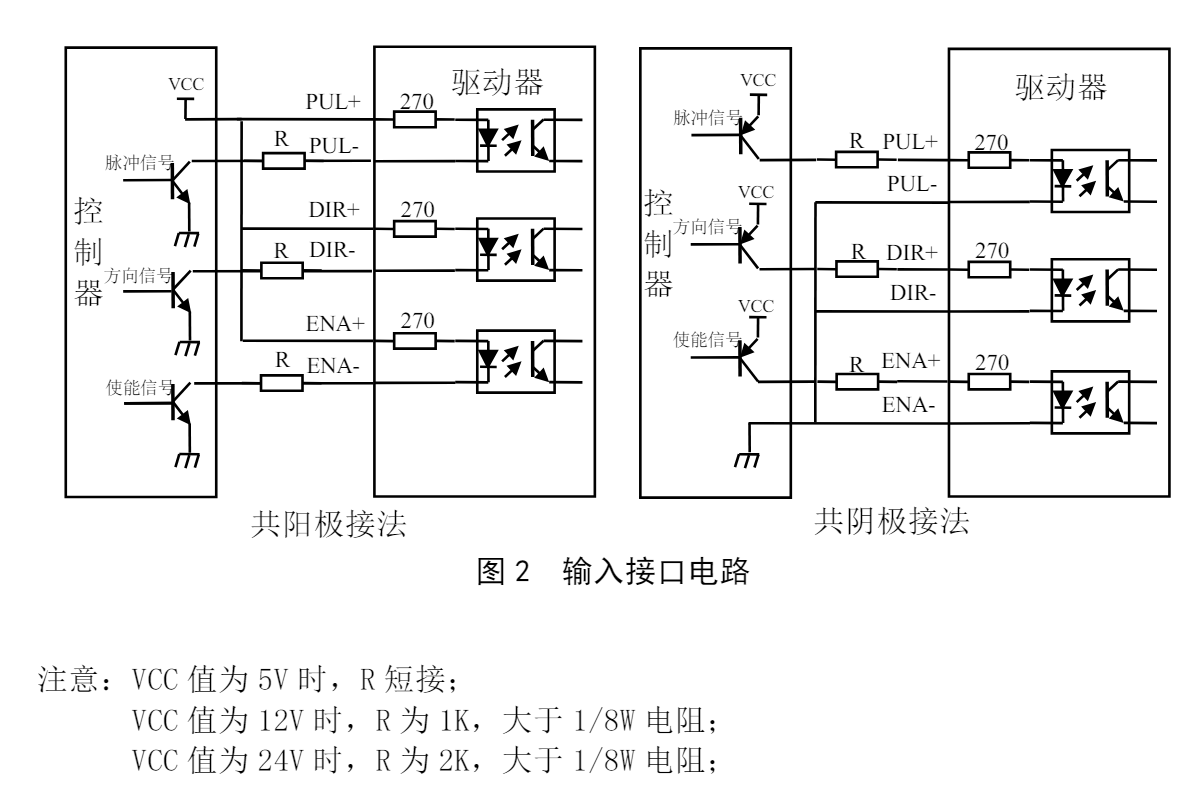 驱动器
VCC
PUL+
270
R
PUL-
脉冲信号
控制器
DIR+
270
R
DIR-
方向信号
ENA+
270
R
ENA-
使能信号
共阳极接法
驱动器
VCC
脉冲信号
R
PUL+
270
PUL-
VCC
控制器
方向信号
R
DIR+
270
DIR-
VCC
使能信号
R
ENA+
270
ENA-
共阴极接法
图 2 输入接口电路
注意：VCC 值为 5V 时，R 短接；
VCC 值为 12V 时，R 为 1K，大于 1/8W 电阻；
VCC 值为 24V 时，R 为 2K，大于 1/8W 电阻；